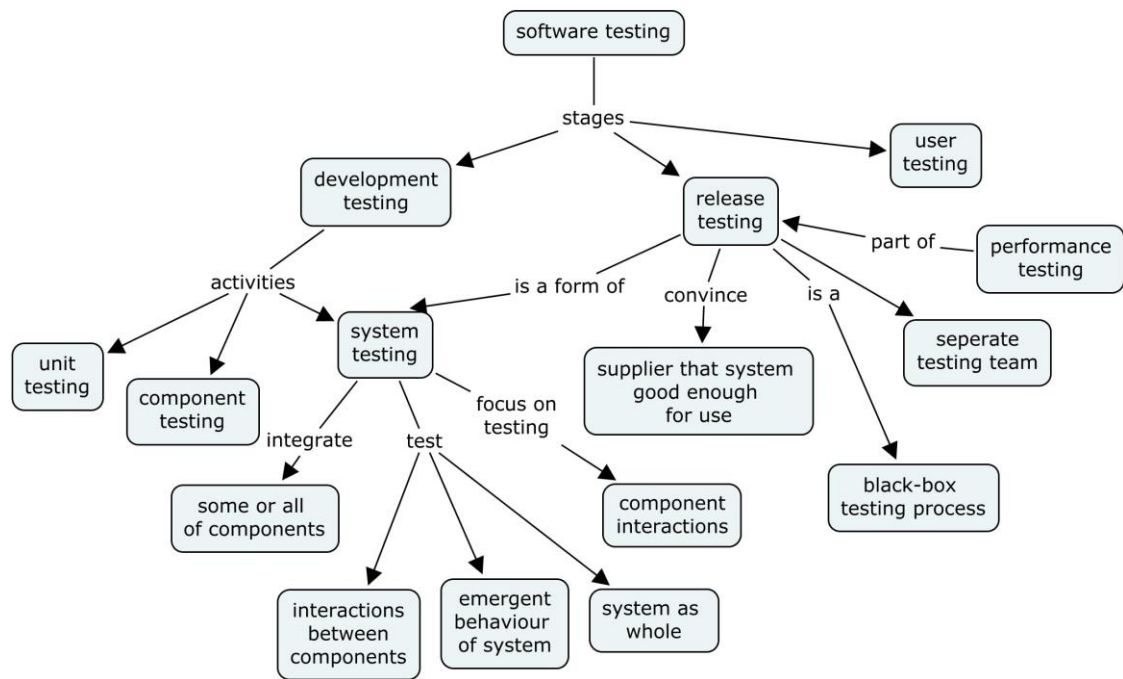 software testing
stages
user
testing
development
testing
release
testing
part of
performance
testing
activities
is a form of
convince
is a
unit
testing
component
testing
system
testing
supplier that system
good enough
for use
seperate
testing team
focus on
testing
integrate
test
some or all
of components
component
interactions
black-box
testing process
interactions
between
components
emergent
behaviour
of system
system as
whole